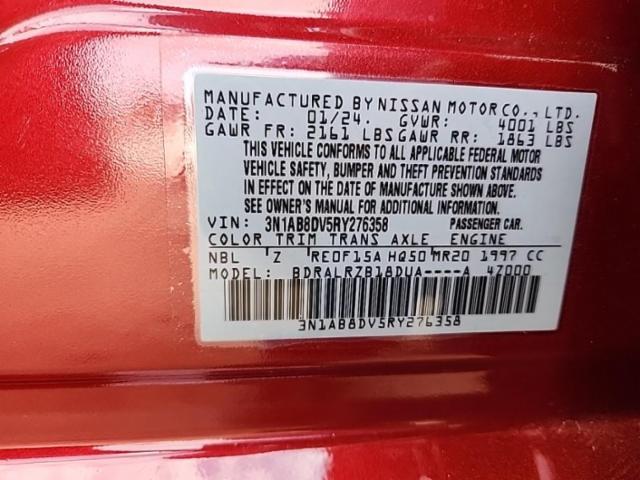 MANUFACTURED BY NISSAN MOTOR CO., LTD.
DATE: 01/24. GVWR: 4001 LBS
GAWR FR: 2161 LBS GAWR RR: 1863 LBS
THIS VEHICLE CONFORMS TO ALL APPLICABLE FEDERAL MOTOR
VEHICLE SAFETY, BUMPER AND THEFT PREVENTION STANDARDS
IN EFFECT ON THE DATE OF MANUFACTURE SHOWN ABOVE.
SEE OWNER'S MANUAL FOR ADDITIONAL INFORMATION.
VIN: 3N1AB8DV5RY276358 PASSENGER CAR.
COLOR TRIM TRANS AXLE ENGINE
NBL Z RE0F15A HQ50 MR20 1997 CC
MODEL: BDRALRZB18DUA----A 4Z000
3N1AB8DV5RY276358